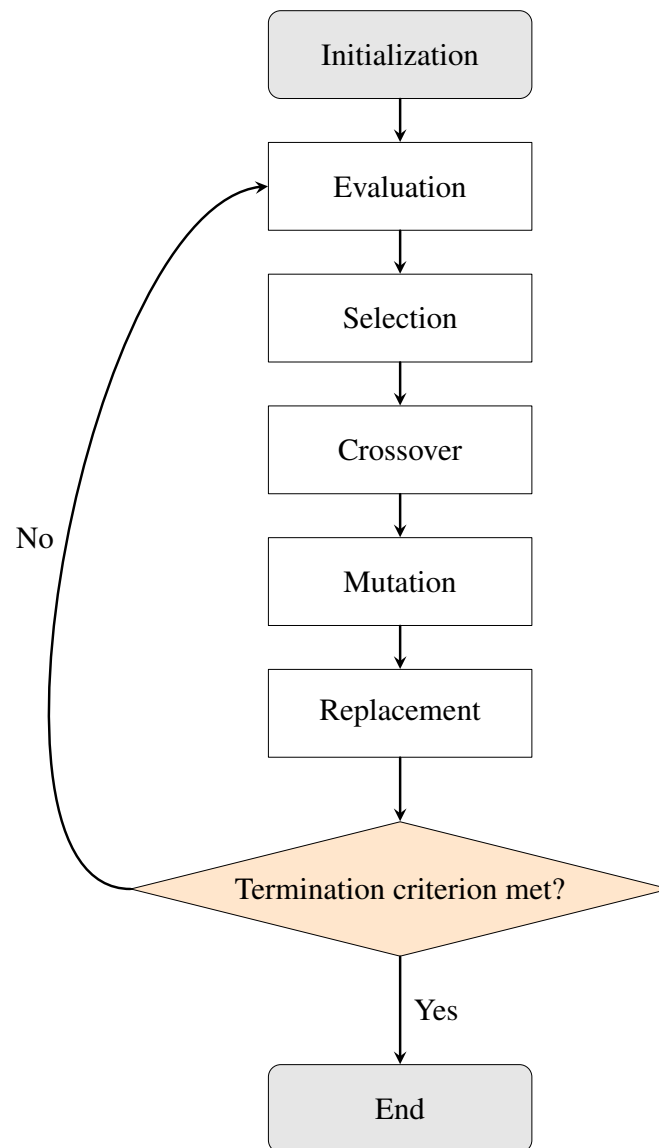 Initialization
Evaluation
Selection
Crossover
No
Mutation
Replacement
Termination criterion met?
Yes
End